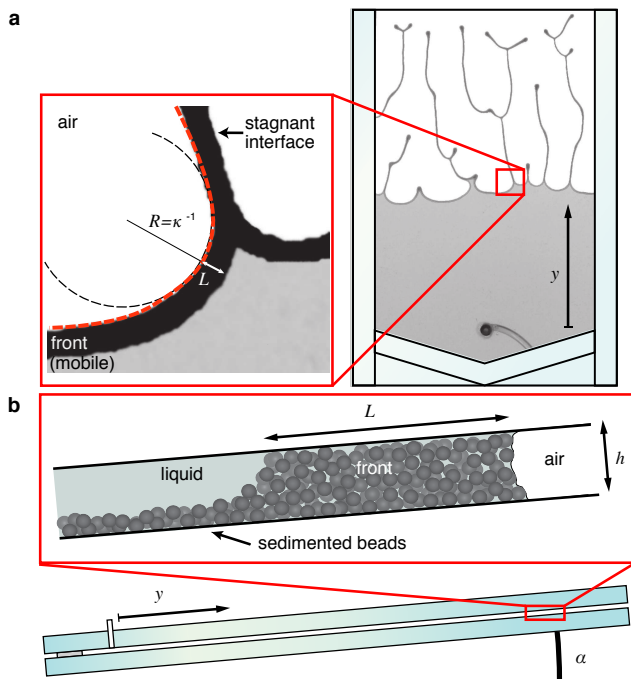 a
air
stagnant
interface
R=κ⁻¹
L
front
(mobile)
y
b
L
liquid
front
air
h
sedimented beads
y
α